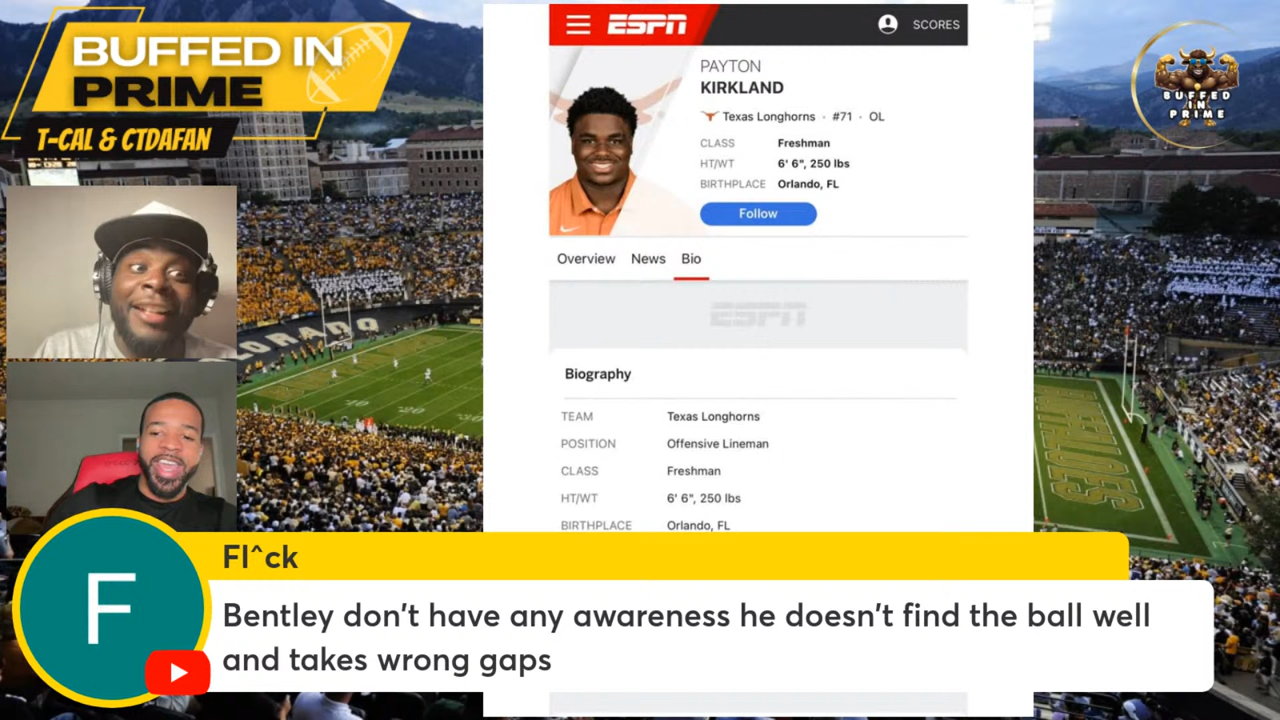 BUFFED IN
PRIME
T-CAL & CTDAFAN
ESPN
SCORES
BUFFED
IN
PRIME
PAYTON
KIRKLAND
Texas Longhorns · #71 · OL
CLASS Freshman
HT/WT 6' 6", 250 lbs
BIRTHPLACE Orlando, FL
Follow
Overview News Bio
ESPN
Biography
TEAM Texas Longhorns
POSITION Offensive Lineman
CLASS Freshman
HT/WT 6' 6", 250 lbs
BIRTHPLACE Orlando, FL
F
Fl^ck
Bentley don't have any awareness he doesn't find the ball well
and takes wrong gaps